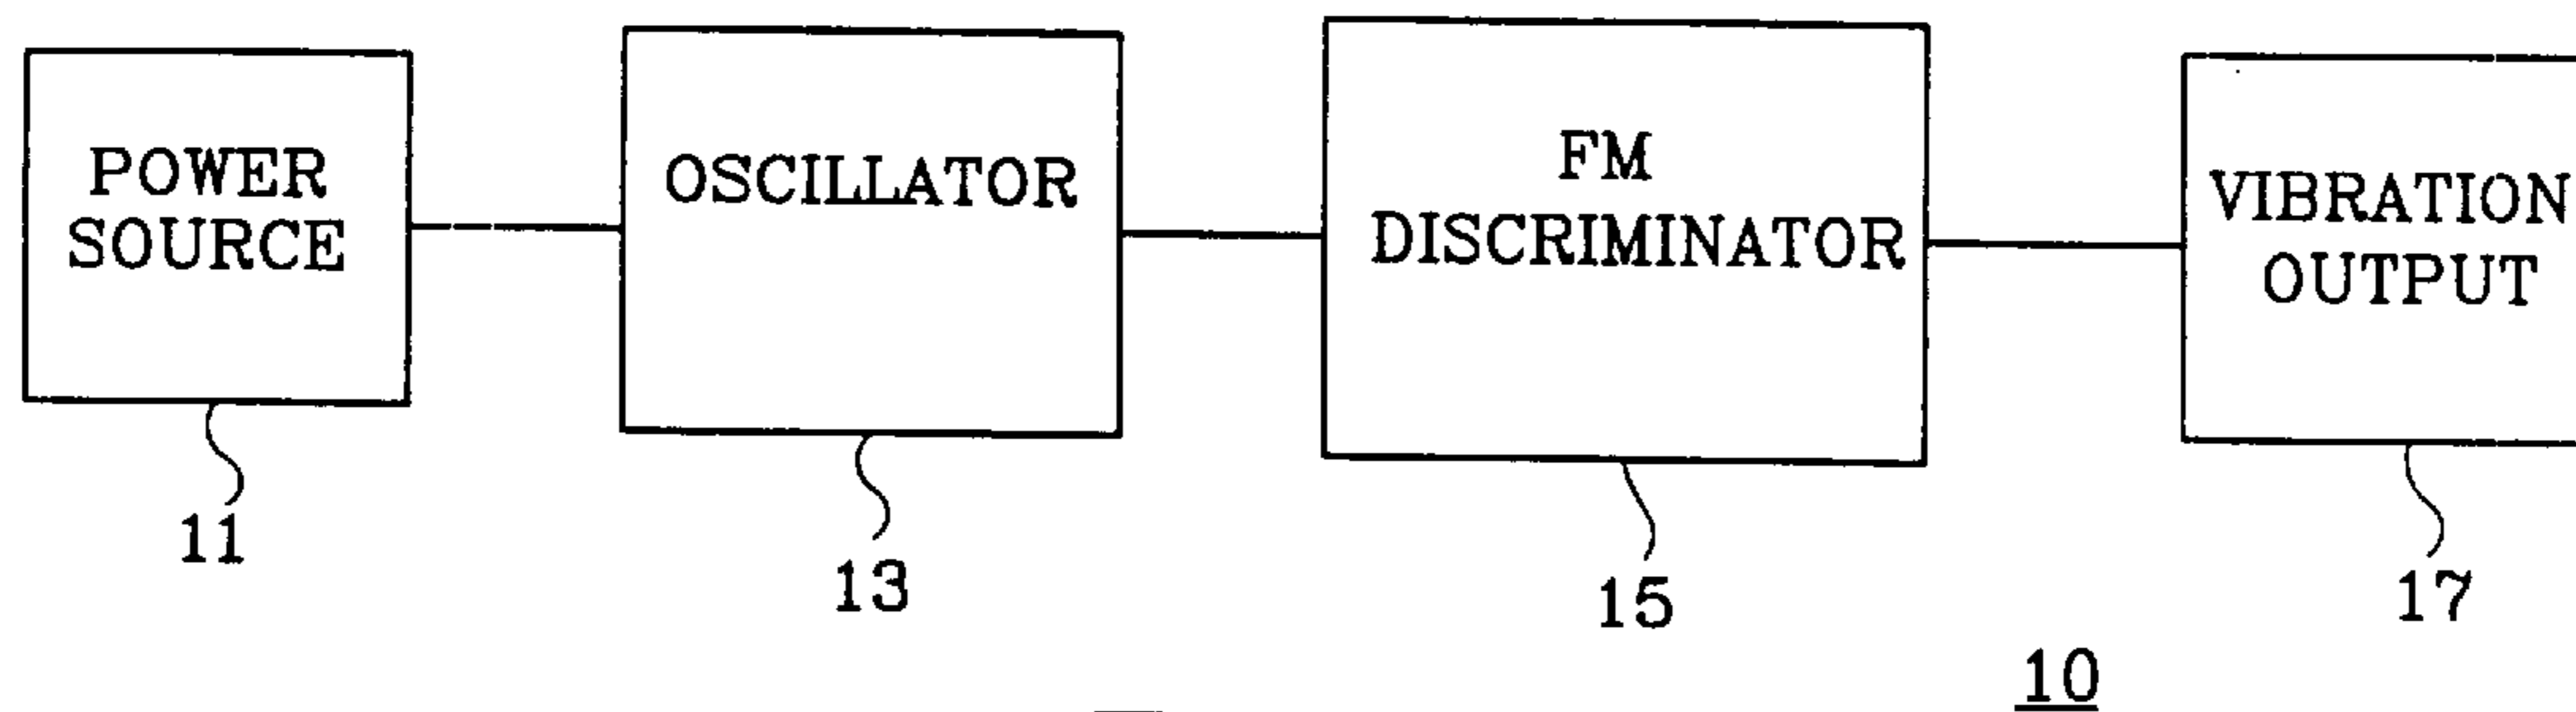 POWER
SOURCE
OSCILLATOR
FM
DISCRIMINATOR
VIBRATION
OUTPUT
11
13
15
17
10